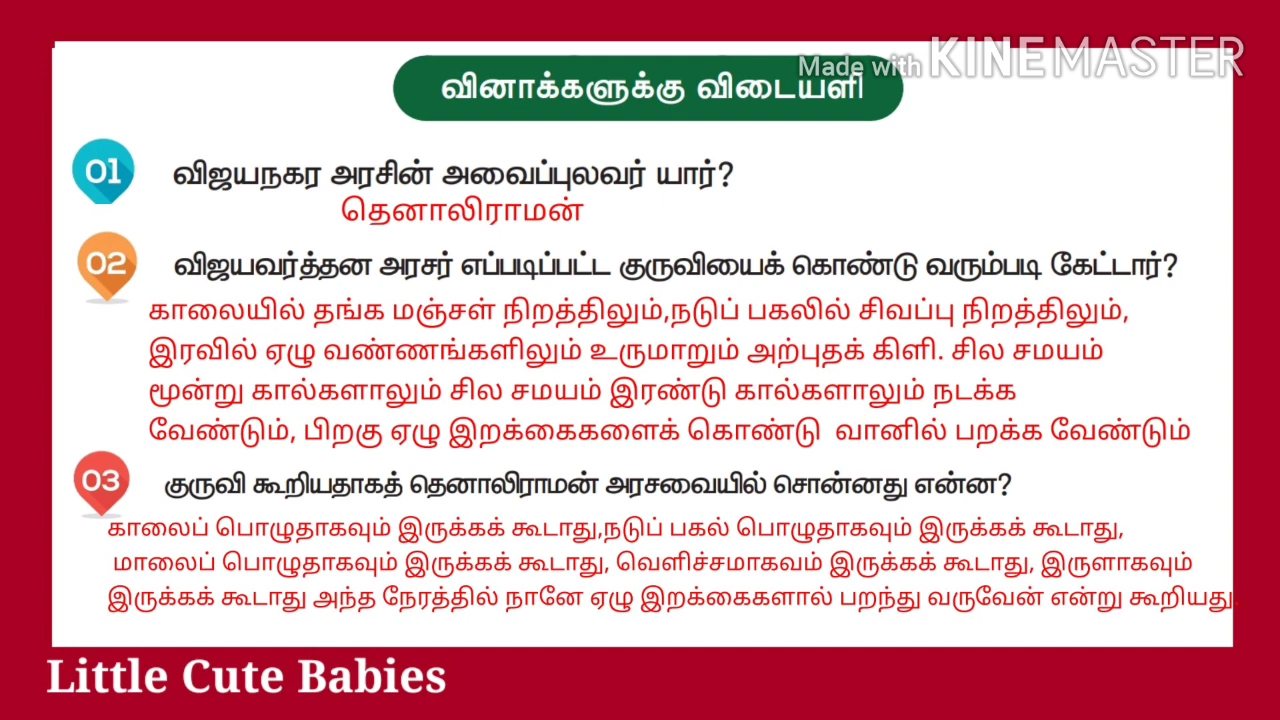 Made with KINEMASTER
வினாக்களுக்கு விடையளி
01 விஜயநகர அரசின் அவைப்புலவர் யார்?
தெனாலிராமன்
02 விஜயவர்த்தன அரசர் எப்படிப்பட்ட குருவியைக் கொண்டு வரும்படி கேட்டார்?
காலையில் தங்க மஞ்சள் நிறத்திலும்,நடுப் பகலில் சிவப்பு நிறத்திலும்,
இரவில் ஏழு வண்ணங்களிலும் உருமாறும் அற்புதக் கிளி. சில சமயம்
மூன்று கால்களாலும் சில சமயம் இரண்டு கால்களாலும் நடக்க
வேண்டும், பிறகு ஏழு இறக்கைகளைக் கொண்டு வானில் பறக்க வேண்டும்
03 குருவி கூறியதாகத் தெனாலிராமன் அரசவையில் சொன்னது என்ன?
காலைப் பொழுதாகவும் இருக்கக் கூடாது,நடுப் பகல் பொழுதாகவும் இருக்கக் கூடாது,
மாலைப் பொழுதாகவும் இருக்கக் கூடாது, வெளிச்சமாகவம் இருக்கக் கூடாது, இருளாகவும்
இருக்கக் கூடாது அந்த நேரத்தில் நானே ஏழு இறக்கைகளால் பறந்து வருவேன் என்று கூறியது.
Little Cute Babies